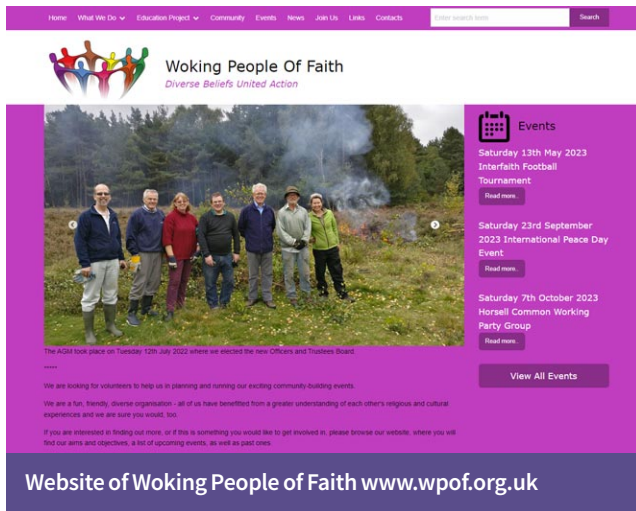 Home What We Do Education Project Community Events News Join Us Links Contacts Enter search term Search
Woking People Of Faith
Diverse Beliefs United Action
Events
Saturday 13th May 2023
Interfaith Football
Tournament
Read more..
Saturday 23rd September
2023 International Peace Day
Event
Read more..
Saturday 7th October 2023
Horsell Common Working
Party Group
Read more..
View All Events
The AGM took place on Tuesday 12th July 2022 where we elected the new Officers and Trustees Board.
*****
We are looking for volunteers to help us in planning and running our exciting community-building events.
We are a fun, friendly, diverse organisation - all of us have benefitted from a greater understanding of each other's religious and cultural
experiences and we are sure you would, too.
If you are interested in finding out more, or if this is something you would like to get involved in, please browse our website, where you will
find our aims and objectives, a list of upcoming events, as well as past ones.
Website of Woking People of Faith www.wpof.org.uk